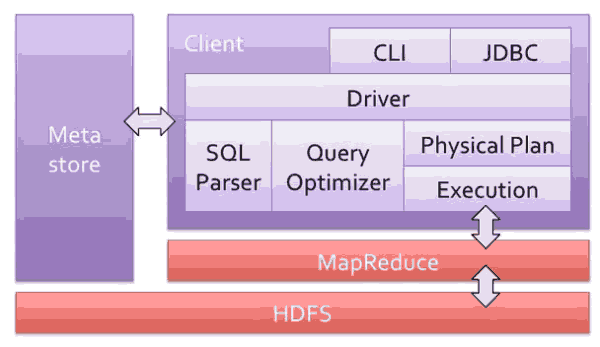 Client
CLI
JDBC
Driver
Meta
store
SQL
Parser
Query
Optimizer
Physical Plan
Execution
MapReduce
HDFS